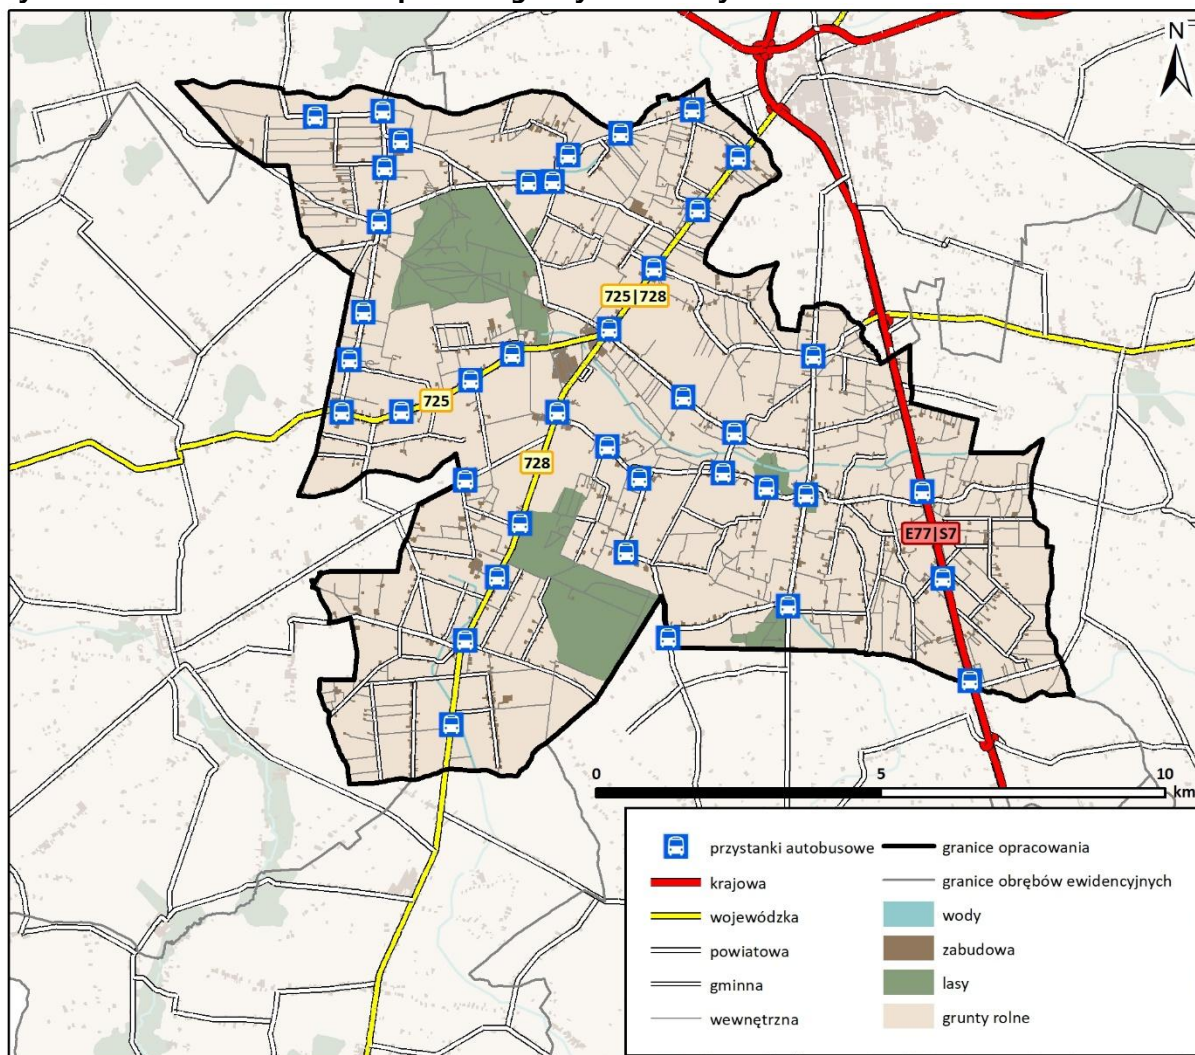 N
725|728
725
728
E77|S7
0 5 10
km
przystanki autobusowe
krajowa
wojewódzka
powiatowa
gminna
wewnętrzna
granice opracowania
granice obrębów ewidencyjnych
wody
zabudowa
lasy
grunty rolne